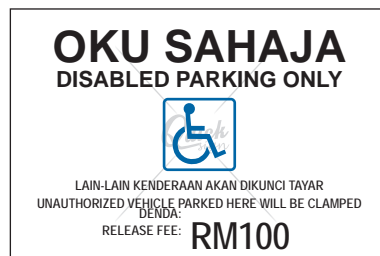 OKU SAHAJA
DISABLED PARKING ONLY
Quick
LAIN-LAIN KENDERAAN AKAN DIKUNCI TAYAR
UNAUTHORIZED VEHICLE PARKED HERE WILL BE CLAMPED
DENDA:
RELEASE FEE: RM100